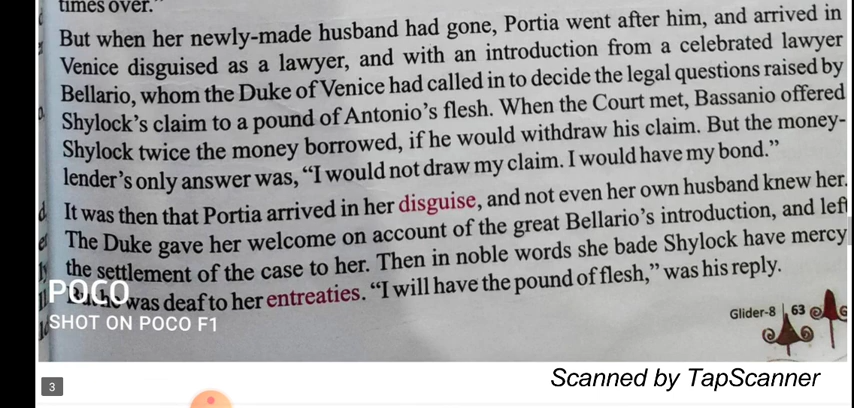 times over."
But when her newly-made husband had gone, Portia went after him, and arrived in
Venice disguised as a lawyer, and with an introduction from a celebrated lawyer
Bellario, whom the Duke of Venice had called in to decide the legal questions raised by
Shylock's claim to a pound of Antonio's flesh. When the Court met, Bassanio offered
Shylock twice the money borrowed, if he would withdraw his claim. But the money-
lender's only answer was, "I would not draw my claim. I would have my bond."
It was then that Portia arrived in her disguise, and not even her own husband knew her.
The Duke gave her welcome on account of the great Bellario's introduction, and left
the settlement of the case to her. Then in noble words she bade Shylock have mercy
he was deaf to her entreaties. "I will have the pound of flesh," was his reply.
POCO
SHOT ON POCO F1
Glider-8 | 63
3
Scanned by TapScanner